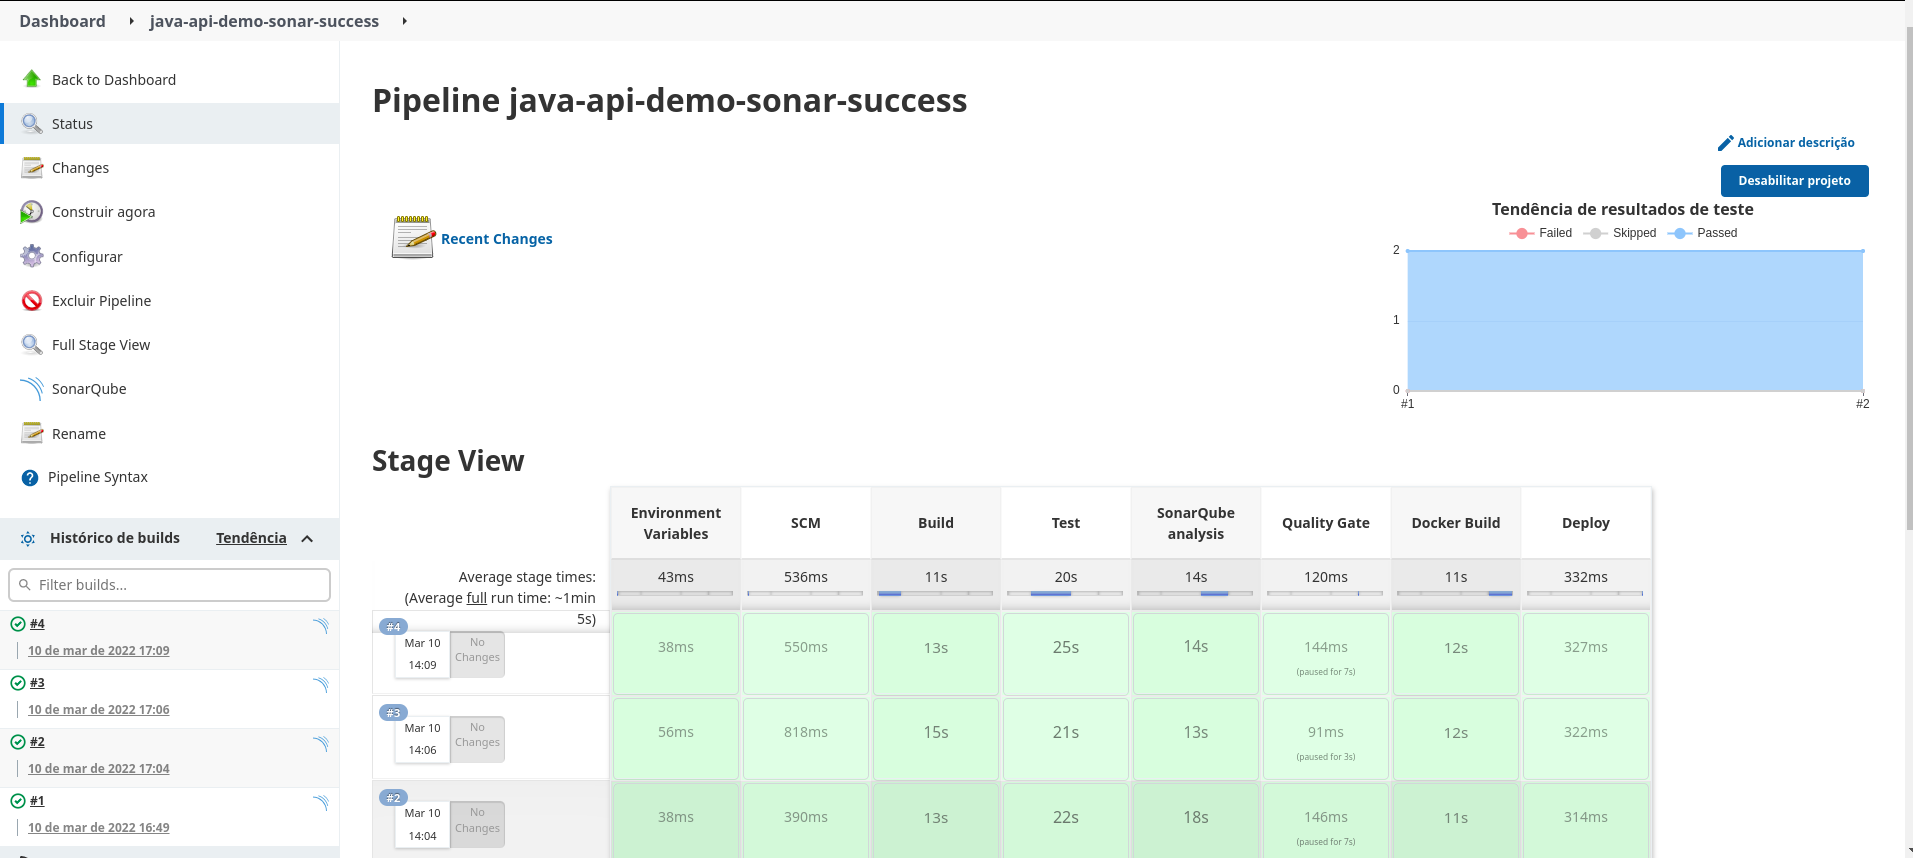 Dashboard
java-api-demo-sonar-success
Back to Dashboard
Status
Changes
Construir agora
Configurar
Excluir Pipeline
Full Stage View
SonarQube
Rename
Pipeline Syntax
Histórico de builds
Tendência
Filter builds...
#4
10 de mar de 2022 17:09
#3
10 de mar de 2022 17:06
#2
10 de mar de 2022 17:04
#1
10 de mar de 2022 16:49
Pipeline java-api-demo-sonar-success
Adicionar descrição
Desabilitar projeto
Recent Changes
Tendência de resultados de teste
Failed Skipped Passed
2
1
0
#1 #2
Stage View
Environment Variables SCM Build Test SonarQube analysis Quality Gate Docker Build Deploy
Average stage times:
(Average full run time: ~1min
5s)
43ms 536ms 11s 20s 14s 120ms 11s 332ms
#4
Mar 10
14:09
No
Changes
38ms 550ms 13s 25s 14s 144ms 12s 327ms
(paused for 7s)
#3
Mar 10
14:06
No
Changes
56ms 818ms 15s 21s 13s 91ms 12s 322ms
(paused for 3s)
#2
Mar 10
14:04
No
Changes
38ms 390ms 13s 22s 18s 146ms 11s 314ms
(paused for 7s)